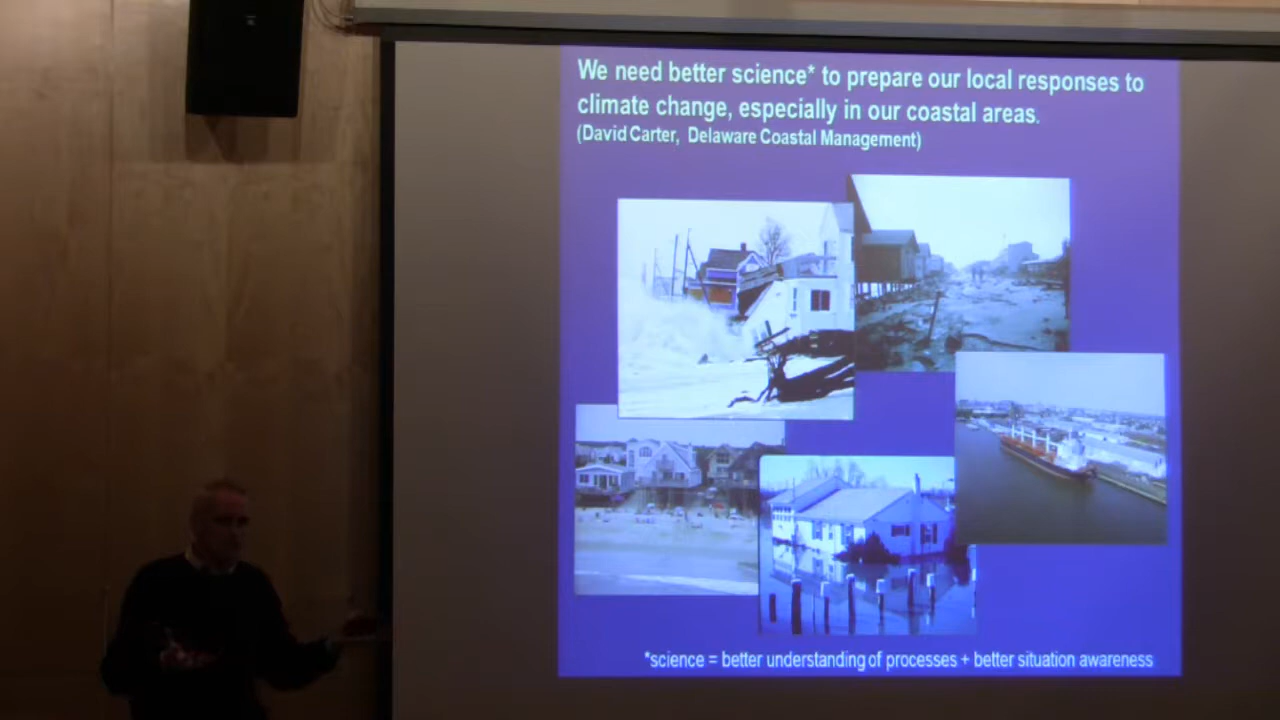 We need better science* to prepare our local responses to
climate change, especially in our coastal areas.
(David Carter, Delaware Coastal Management)
*science = better understanding of processes + better situation awareness